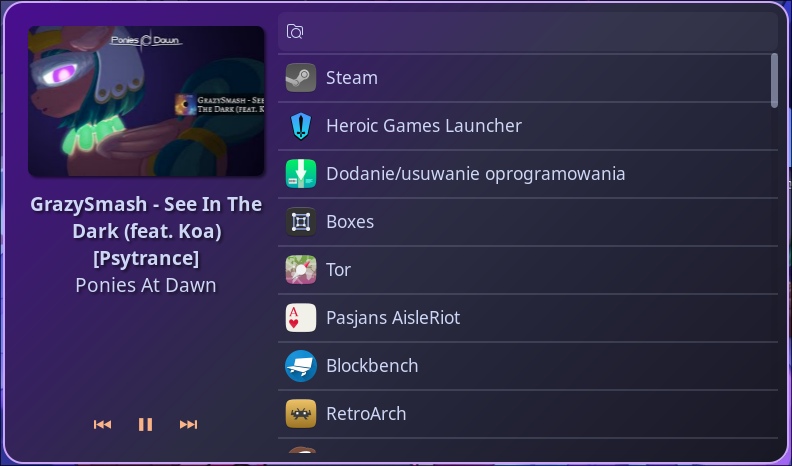 Ponies Dawn
GrazySmash - See
The Dark (feat. K
GrazySmash - See In The
Dark (feat. Koa)
[Psytrance]
Ponies At Dawn
Steam
Heroic Games Launcher
Dodanie/usuwanie oprogramowania
Boxes
Tor
A
Pasjans AisleRiot
Blockbench
RetroArch